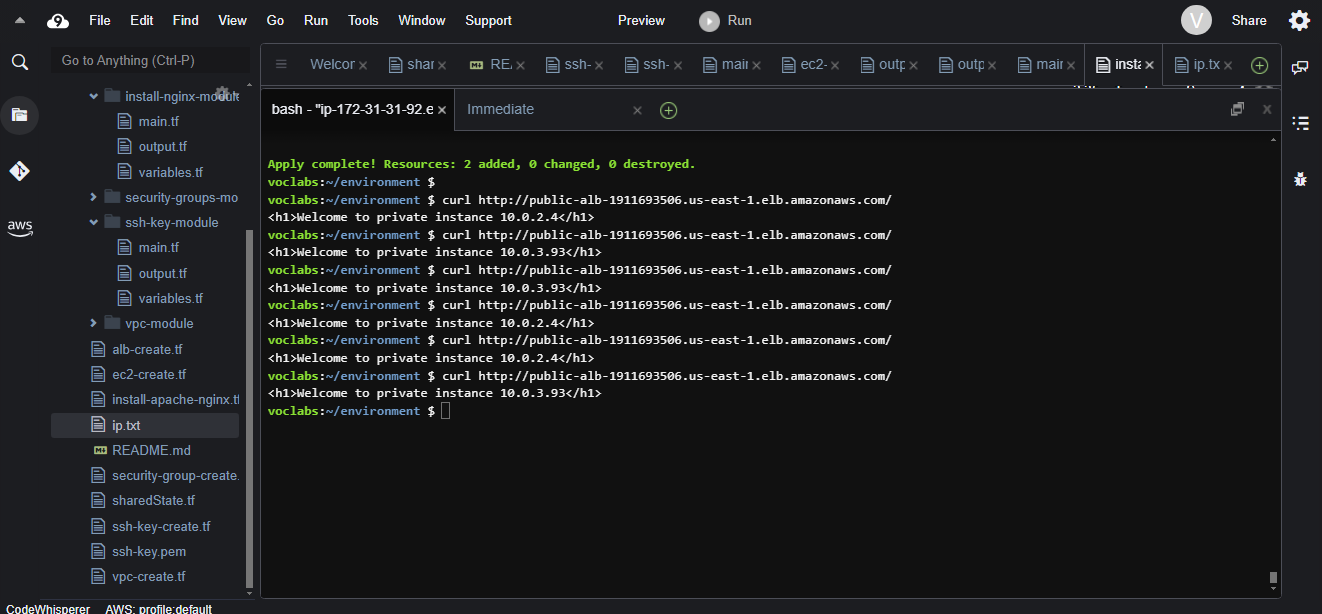 File Edit Find View Go Run Tools Window Support Preview Run V Share
Go to Anything (Ctrl-P)
Welcor shar RE ssh- ssh- mair ec2- outp outp mair insta ip.tx
bash - "ip-172-31-31-92.e Immediate
install-nginx-module
main.tf
output.tf
variables.tf
security-groups-mo
ssh-key-module
main.tf
output.tf
variables.tf
vpc-module
alb-create.tf
ec2-create.tf
install-apache-nginx.tf
ip.txt
README.md
security-group-create.
sharedState.tf
ssh-key-create.tf
ssh-key.pem
vpc-create.tf
aws
Apply complete! Resources: 2 added, 0 changed, 0 destroyed.
voclabs:~/environment $
voclabs:~/environment $ curl http://public-alb-1911693506.us-east-1.elb.amazonaws.com/
<h1>Welcome to private instance 10.0.2.4</h1>
voclabs:~/environment $ curl http://public-alb-1911693506.us-east-1.elb.amazonaws.com/
<h1>Welcome to private instance 10.0.3.93</h1>
voclabs:~/environment $ curl http://public-alb-1911693506.us-east-1.elb.amazonaws.com/
<h1>Welcome to private instance 10.0.3.93</h1>
voclabs:~/environment $ curl http://public-alb-1911693506.us-east-1.elb.amazonaws.com/
<h1>Welcome to private instance 10.0.2.4</h1>
voclabs:~/environment $ curl http://public-alb-1911693506.us-east-1.elb.amazonaws.com/
<h1>Welcome to private instance 10.0.2.4</h1>
voclabs:~/environment $ curl http://public-alb-1911693506.us-east-1.elb.amazonaws.com/
<h1>Welcome to private instance 10.0.3.93</h1>
voclabs:~/environment $
CodeWhisperer AWS: profile:default